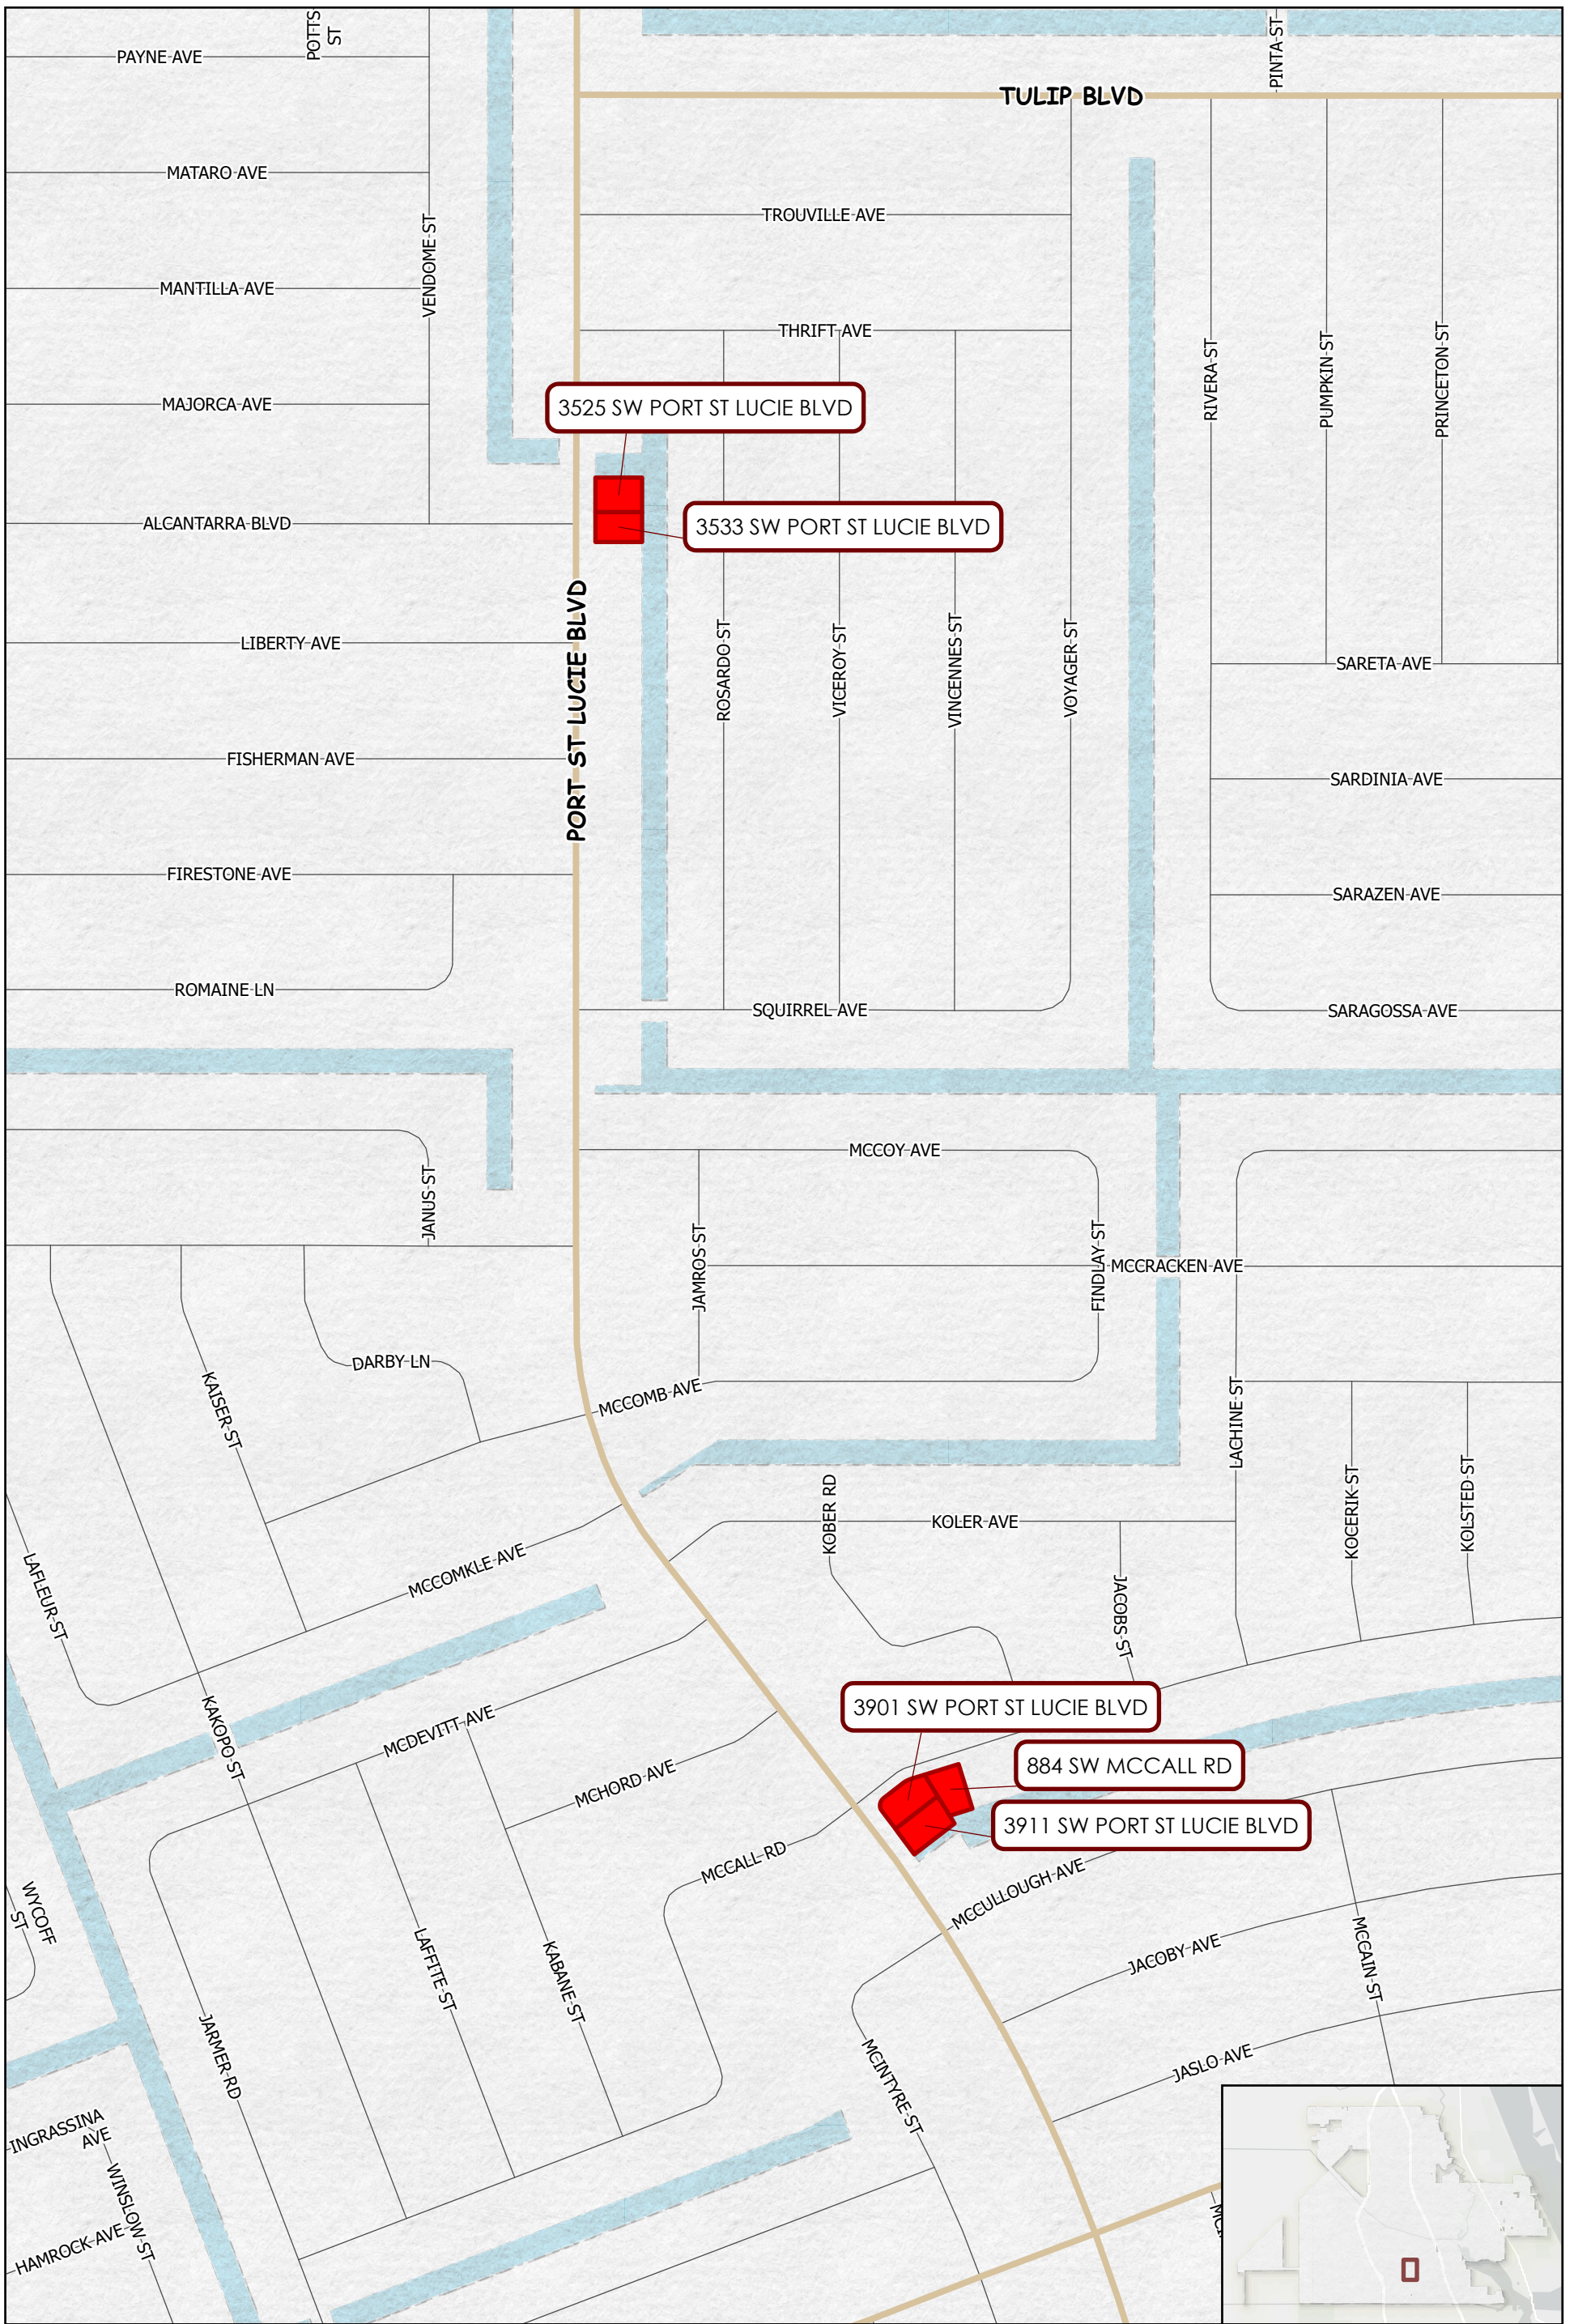 POTTS
ST
PINTA ST
PAYNE AVE
TULIP BLVD
MATARO AVE
TROUVILLE AVE
VENDOME ST
MANTILLA AVE
THRIFT AVE
RIVERA ST
PUMPKIN ST
PRINCETON ST
MAJORCA AVE
3525 SW PORT ST LUCIE BLVD
ALCANTARRA BLVD
3533 SW PORT ST LUCIE BLVD
PORT ST LUCIE BLVD
LIBERTY AVE
ROSARDO ST
VICEROY ST
VINCENNES ST
VOYAGER ST
SARETA AVE
FISHERMAN AVE
SARDINIA AVE
FIRESTONE AVE
SARAZEN AVE
ROMAINE LN
SQUIRREL AVE
SARAGOSSA AVE
MCCOY AVE
JANUS ST
JAMROS ST
FINDLAY ST
MCCRACKEN AVE
DARBY LN
KAISER ST
MCCOMB AVE
LACHINE ST
KOBER RD
KOLER AVE
KOCERIK ST
KOLSTED ST
MCCOMKLE AVE
LAFLEUR ST
JACOBS ST
KAKOPO ST
MCDEVITT AVE
3901 SW PORT ST LUCIE BLVD
884 SW MCCALL RD
MCHORD AVE
3911 SW PORT ST LUCIE BLVD
MCCALL RD
MCCULLOUGH AVE
WYCOFF
ST
LAFFITE ST
KABANE ST
JACOBY AVE
MCCAIN ST
JARMER RD
MCINTYRE ST
JASLO AVE
INGRASSINA
AVE
WINSLOW ST
HAMROCK AVE